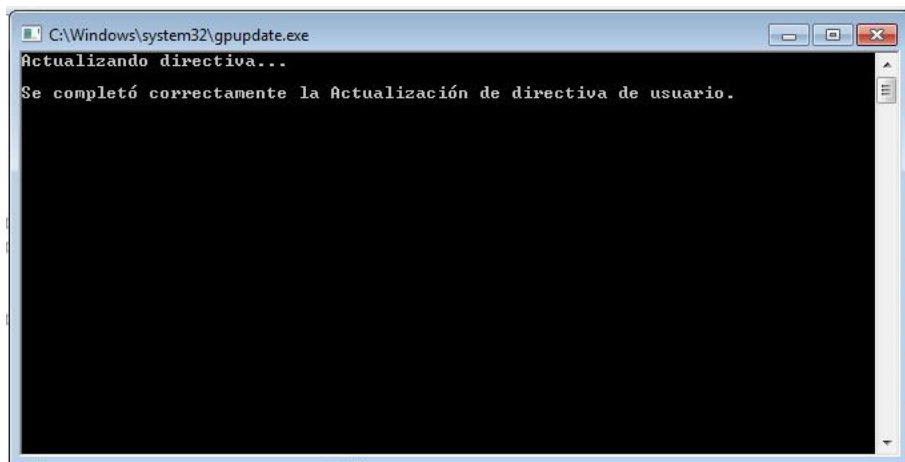 C:\Windows\system32\gpupdate.exe
Actualizando directiva...
Se completó correctamente la Actualización de directiva de usuario.